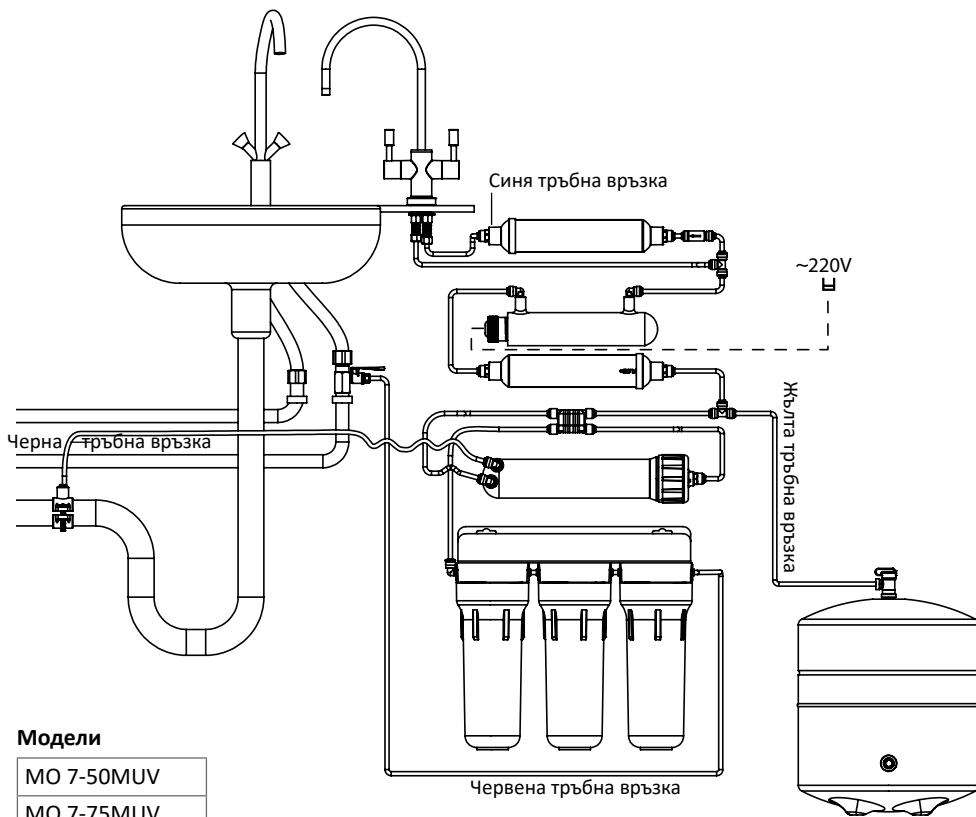 Синя тръбна връзка
~220V
Жълта тръбна връзка
Черна тръбна връзка
Червена тръбна връзка
Модели
MO 7-50MUV
MO 7-75MUV